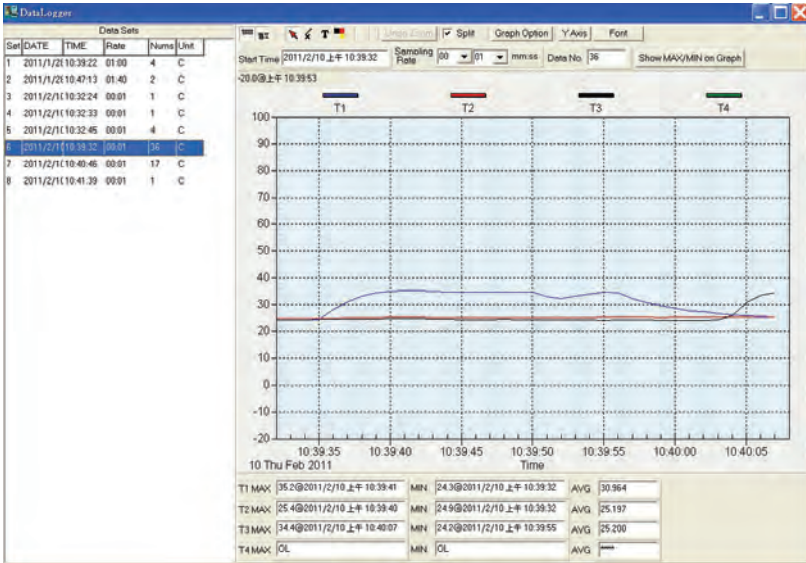 DataLogger
Data Sets
Set DATE TIME Rate Nums Unit
1 2011/1/2( 10:39:22 01:00 4 C
2 2011/1/2( 10:47:13 01:40 2 C
3 2011/2/1( 10:32:24 00:01 1 C
4 2011/2/1( 10:32:33 00:01 1 C
5 2011/2/1( 10:32:45 00:01 4 C
6 2011/2/1( 10:39:32 00:01 36 C
7 2011/2/1( 10:40:46 00:01 17 C
8 2011/2/1( 10:41:39 00:01 1 C
T Undo Zoom Split Graph Option Y Axis Font
Start Time 2011/2/10 上午 10:39:32 Sampling Rate 00 01 mm:ss Data No. 36 Show MAX/MIN on Graph
-20.0@上午 10:39:53
T1 T2 T3 T4
100
90
80
70
60
50
40
30
20
10
0
-10
-20
10:39:35 10:39:40 10:39:45 10:39:50 10:39:55 10:40:00 10:40:05
10 Thu Feb 2011 Time
T1 MAX 35.2@2011/2/10 上午 10:39:41 MIN 24.3@2011/2/10 上午 10:39:32 AVG 30.964
T2 MAX 25.4@2011/2/10 上午 10:39:40 MIN 24.9@2011/2/10 上午 10:39:32 AVG 25.197
T3 MAX 34.4@2011/2/10 上午 10:40:07 MIN 24.2@2011/2/10 上午 10:39:55 AVG 25.200
T4 MAX OL MIN OL AVG